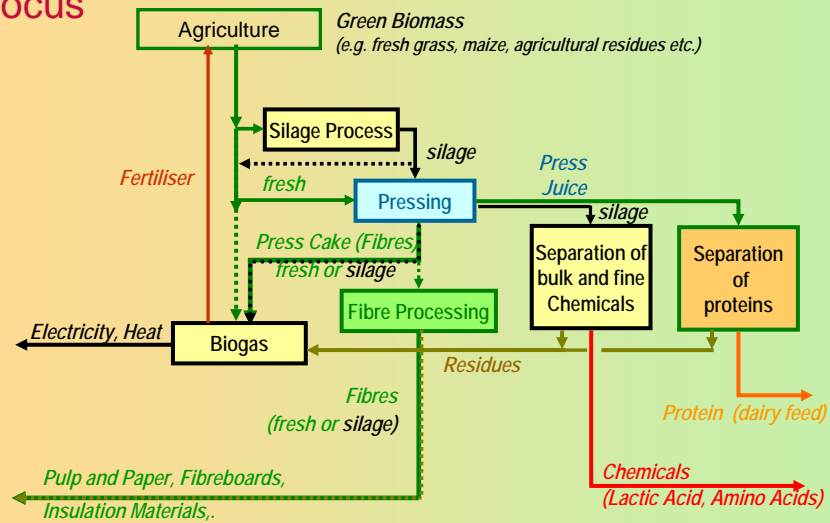 ocus
Agriculture
Green Biomass
(e.g. fresh grass, maize, agricultural residues etc.)
Silage Process
silage
Fertiliser
fresh
Pressing
Press
Juice
silage
Press Cake (Fibres)
fresh or silage
Separation of
bulk and fine
Chemicals
Separation
of
proteins
Fibre Processing
Electricity, Heat
Biogas
Residues
Fibres
(fresh or silage)
Protein (dairy feed)
Pulp and Paper, Fibreboards,
Insulation Materials,.
Chemicals
(Lactic Acid, Amino Acids)